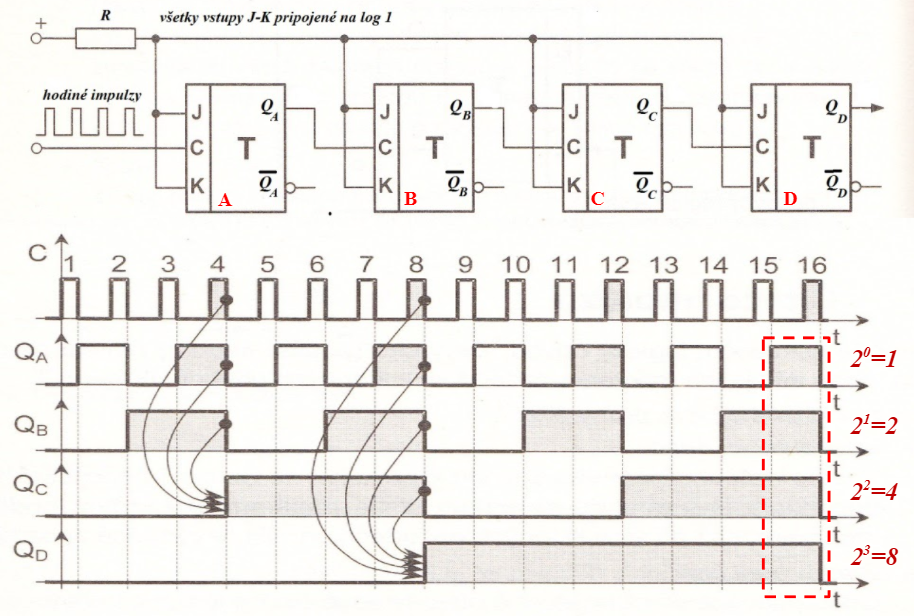 R všetky vstupy J-K pripojené na log 1
+
hodiné impulzy
J Q_A J Q_B J Q_C J Q_D
C T C T C T C T
K Q̅_A K Q̅_B K Q̅_C K Q̅_D
A B C D
C 1 2 3 4 5 6 7 8 9 10 11 12 13 14 15 16
t
Q_A 2⁰=1
t
Q_B 2¹=2
t
Q_C 2²=4
t
Q_D 2³=8
t